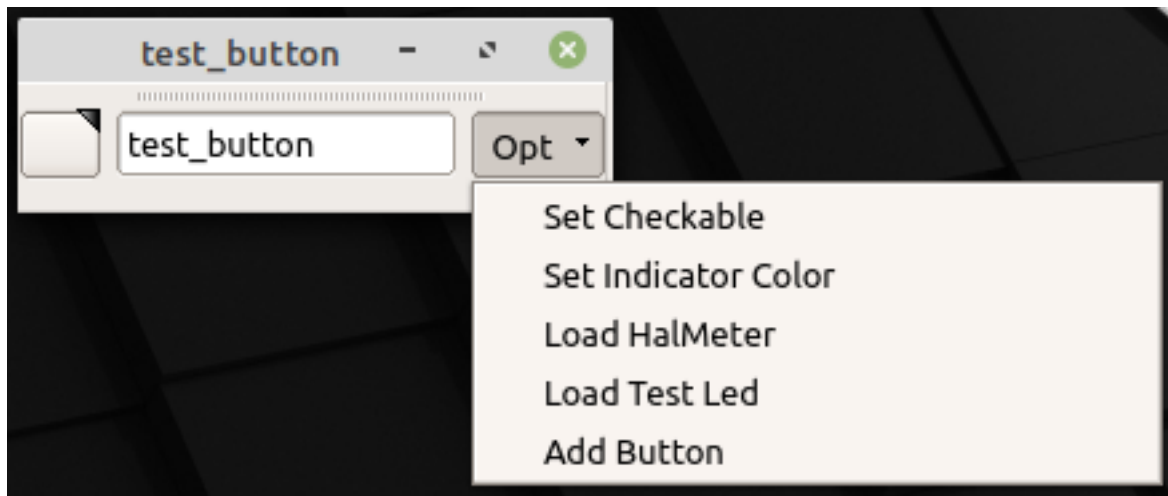 test_button
test_button
Opt
Set Checkable
Set Indicator Color
Load HalMeter
Load Test Led
Add Button